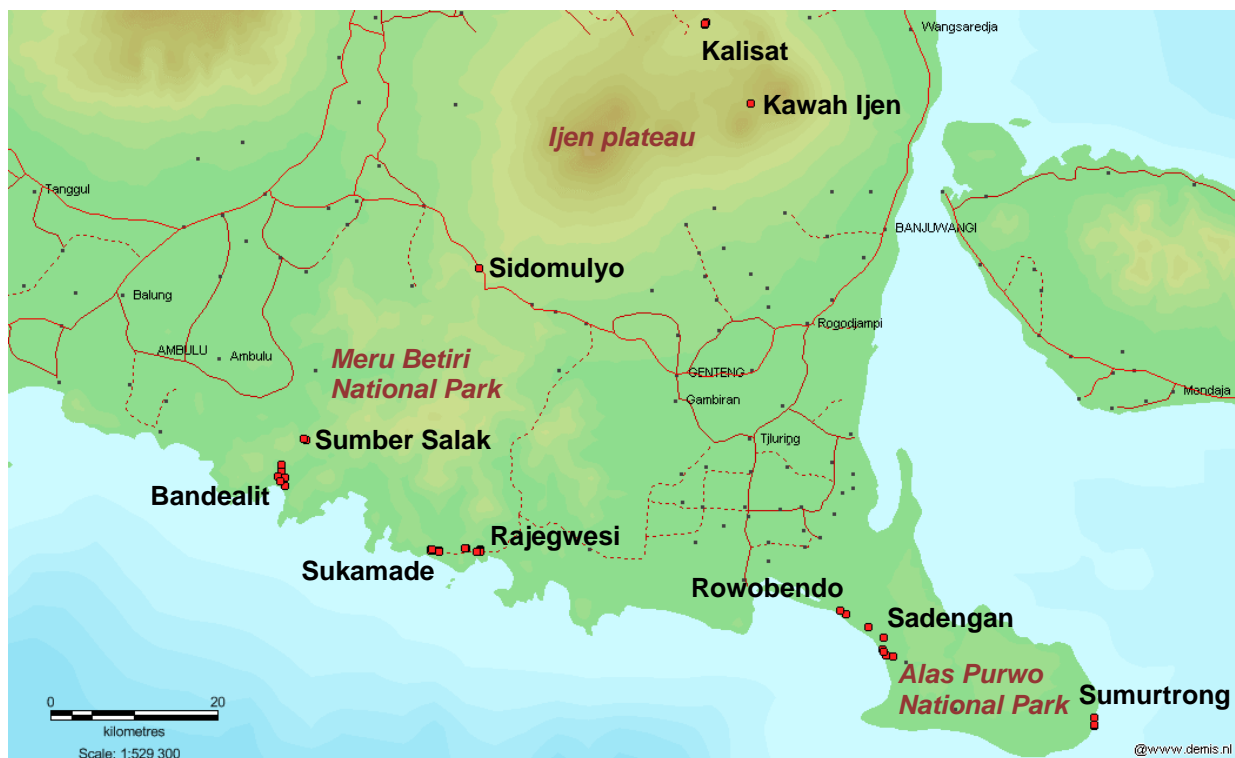 Wangsaredja
Kalisat
Kawah Ijen
Ijen plateau
Tanggul
BANJUWANGI
Sidomulyo
Balung
Rogodjampi
AMBULU
Ambulu
Meru Betiri
National Park
GENTENG
Gambiran
Mondaja
Tjluring
Sumber Salak
Bandealit
Rajegwesi
Sukamade
Rowobendo
Sadengan
Alas Purwo
National Park
Sumurtrong
0 20
kilometres
Scale: 1:529 300
@www.demis.nl